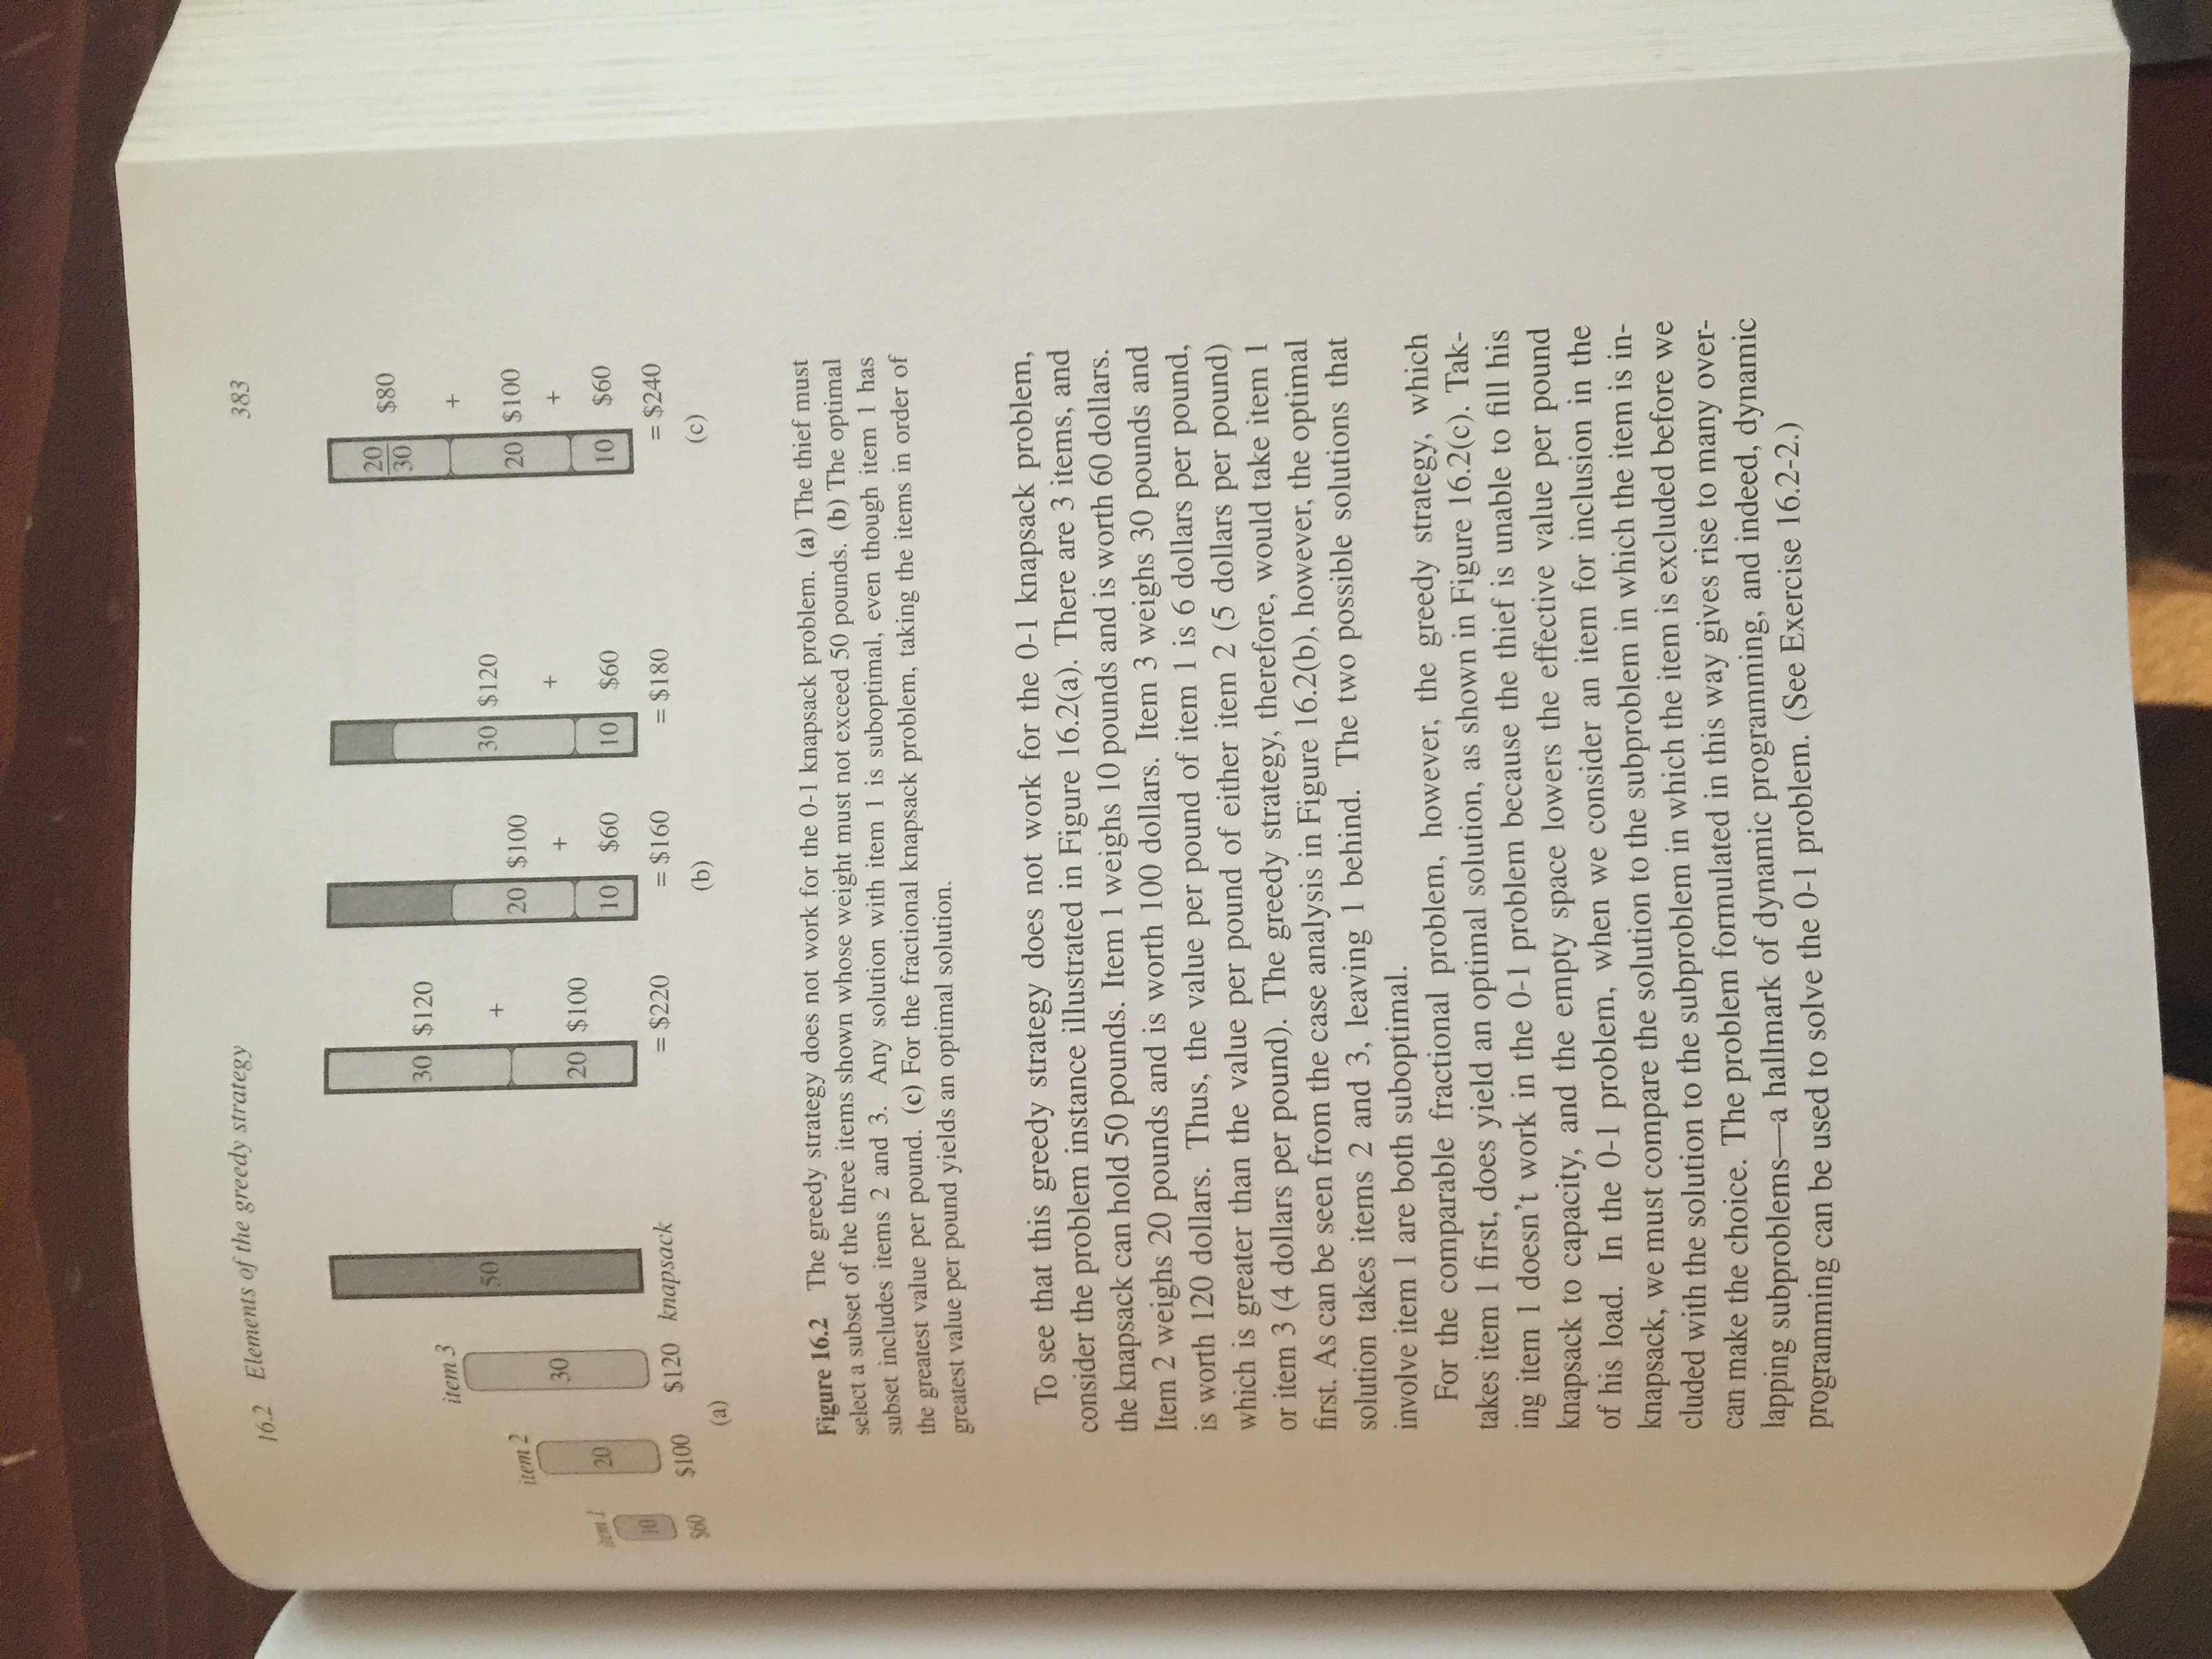 16.2 Elements of the greedy strategy 383
item 1
item 2
item 3
10
20
30
50
$60 $100 $120 knapsack
(a)
30 $120
+
20 $100
= $220
20 $100
+
10 $60
= $160
30 $120
+
10 $60
= $180
(b)
20
30
$80
+
20 $100
+
10 $60
= $240
(c)
Figure 16.2 The greedy strategy does not work for the 0-1 knapsack problem. (a) The thief must
select a subset of the three items shown whose weight must not exceed 50 pounds. (b) The optimal
subset includes items 2 and 3. Any solution with item 1 is suboptimal, even though item 1 has
the greatest value per pound. (c) For the fractional knapsack problem, taking the items in order of
greatest value per pound yields an optimal solution.
To see that this greedy strategy does not work for the 0-1 knapsack problem,
consider the problem instance illustrated in Figure 16.2(a). There are 3 items, and
the knapsack can hold 50 pounds. Item 1 weighs 10 pounds and is worth 60 dollars.
Item 2 weighs 20 pounds and is worth 100 dollars. Item 3 weighs 30 pounds and
is worth 120 dollars. Thus, the value per pound of item 1 is 6 dollars per pound,
which is greater than the value per pound of either item 2 (5 dollars per pound)
or item 3 (4 dollars per pound). The greedy strategy, therefore, would take item 1
first. As can be seen from the case analysis in Figure 16.2(b), however, the optimal
solution takes items 2 and 3, leaving 1 behind. The two possible solutions that
involve item 1 are both suboptimal.
For the comparable fractional problem, however, the greedy strategy, which
takes item 1 first, does yield an optimal solution, as shown in Figure 16.2(c). Tak-
ing item 1 doesn't work in the 0-1 problem because the thief is unable to fill his
knapsack to capacity, and the empty space lowers the effective value per pound
of his load. In the 0-1 problem, when we consider an item for inclusion in the
knapsack, we must compare the solution to the subproblem in which the item is in-
cluded with the solution to the subproblem in which the item is excluded before we
can make the choice. The problem formulated in this way gives rise to many over-
lapping subproblems—a hallmark of dynamic programming, and indeed, dynamic
programming can be used to solve the 0-1 problem. (See Exercise 16.2-2.)